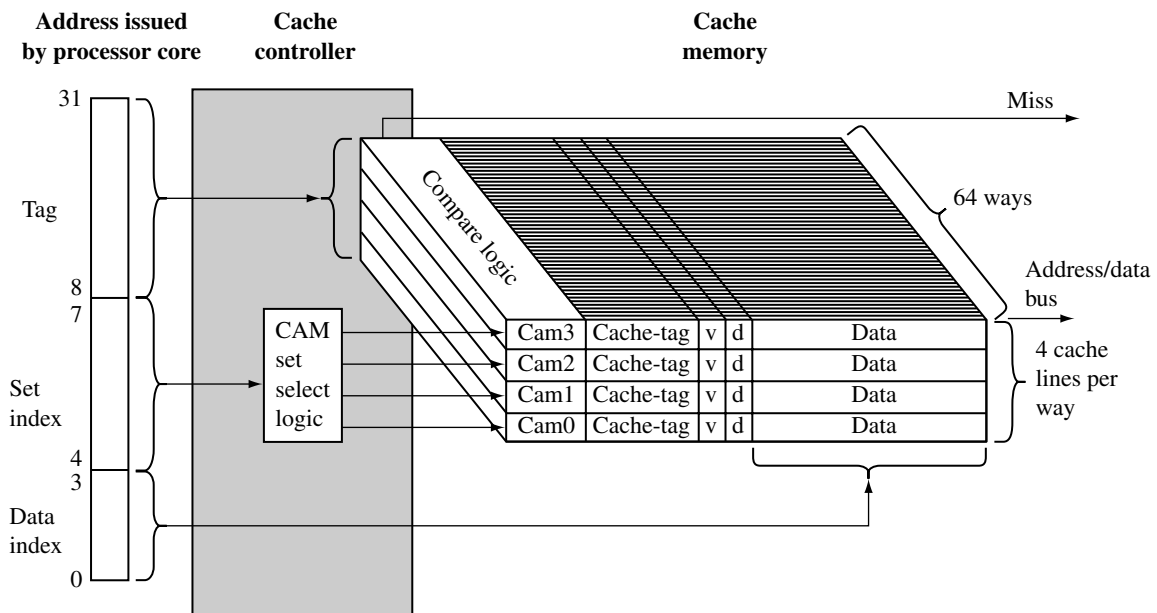 Address issued
by processor core
Cache
controller
Cache
memory
31
Miss
Tag
Compare logic
64 ways
8
7
Address/data
bus
CAM
set
select
logic
Cam3 Cache-tag v d Data
Cam2 Cache-tag v d Data
Cam1 Cache-tag v d Data
Cam0 Cache-tag v d Data
4 cache
lines per
way
Set
index
4
3
Data
index
0